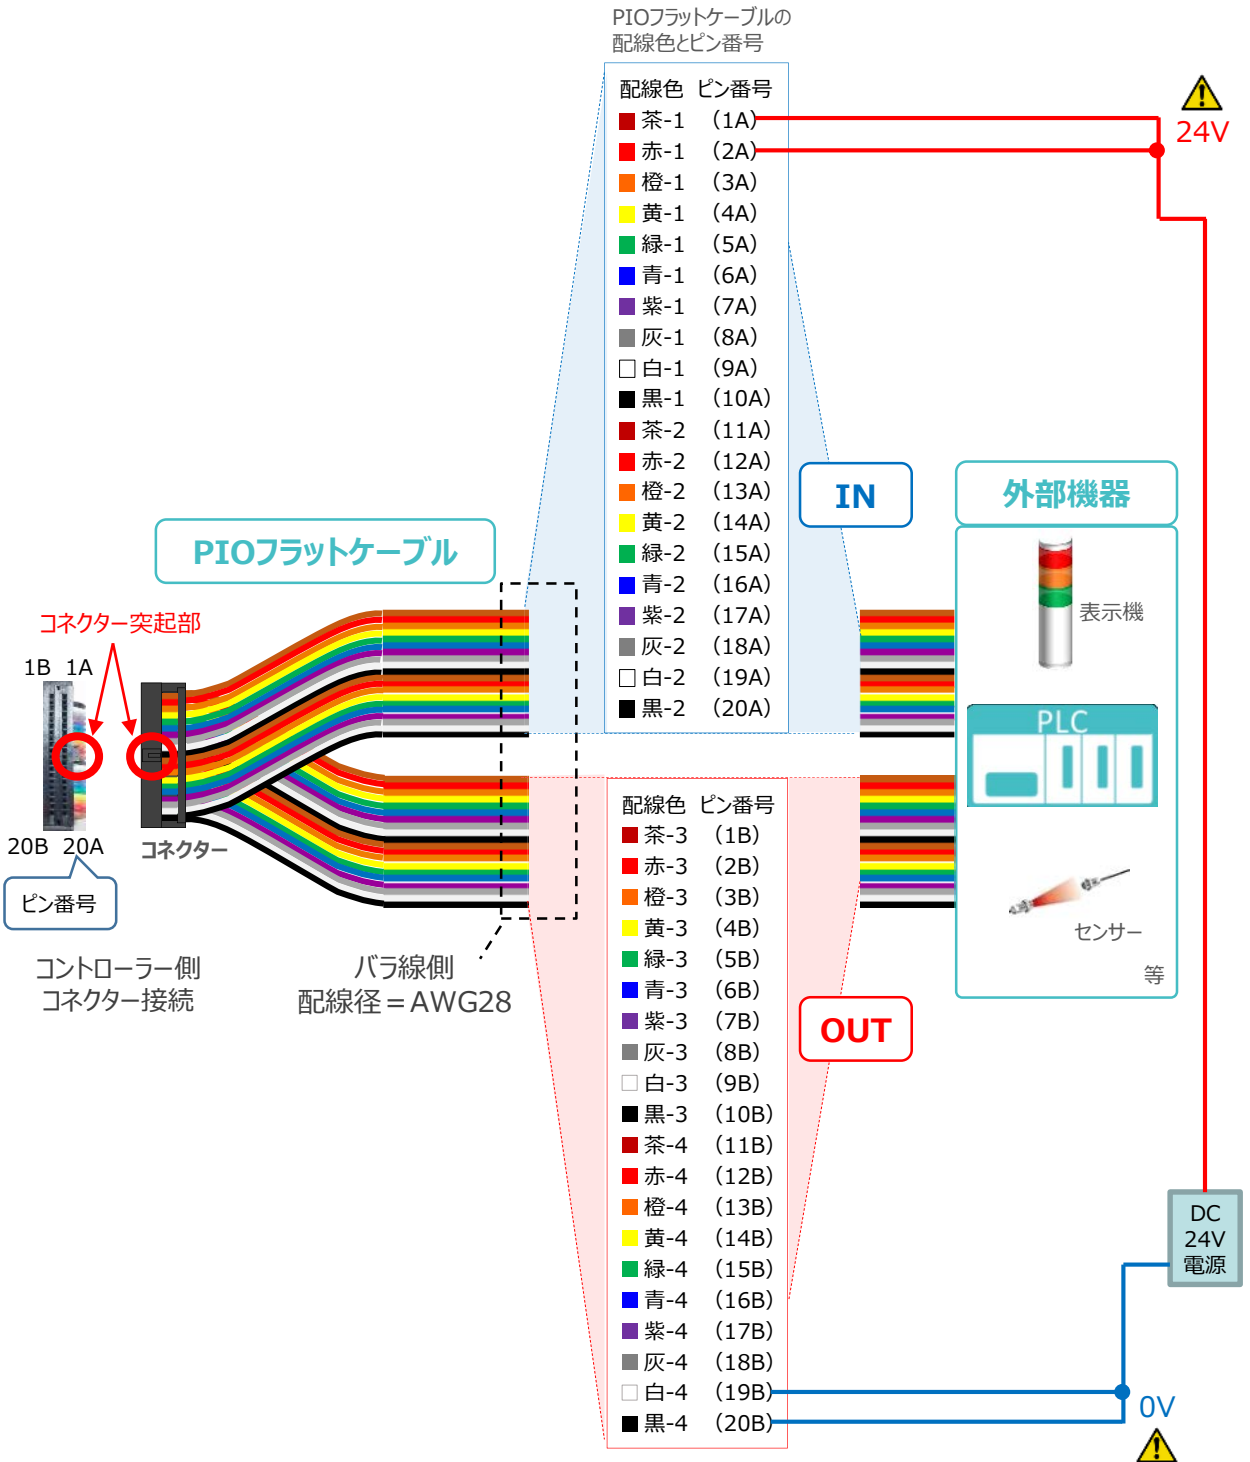 PIOフラットケーブルの
配線色とピン番号
配線色 ピン番号
茶-1 (1A)
赤-1 (2A)
橙-1 (3A)
黄-1 (4A)
緑-1 (5A)
青-1 (6A)
紫-1 (7A)
灰-1 (8A)
白-1 (9A)
黒-1 (10A)
茶-2 (11A)
赤-2 (12A)
橙-2 (13A)
黄-2 (14A)
緑-2 (15A)
青-2 (16A)
紫-2 (17A)
灰-2 (18A)
白-2 (19A)
黒-2 (20A)
24V
IN
外部機器
PIOフラットケーブル
コネクター突起部
1B 1A
20B 20A
ピン番号
コネクター
コントローラー側
コネクター接続
バラ線側
配線径=AWG28
表示機
PLC
センサー
等
配線色 ピン番号
茶-3 (1B)
赤-3 (2B)
橙-3 (3B)
黄-3 (4B)
緑-3 (5B)
青-3 (6B)
紫-3 (7B)
灰-3 (8B)
白-3 (9B)
黒-3 (10B)
茶-4 (11B)
赤-4 (12B)
橙-4 (13B)
黄-4 (14B)
緑-4 (15B)
青-4 (16B)
紫-4 (17B)
灰-4 (18B)
白-4 (19B)
黒-4 (20B)
OUT
DC
24V
電源
0V